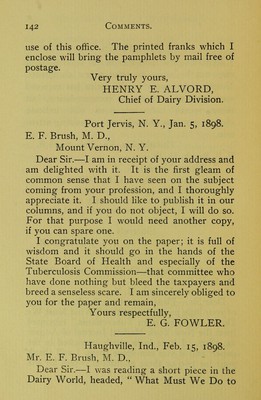 142 COMMENTS.
use of this office. The printed franks which I
enclose will bring the pamphlets by mail free of
postage.
Very truly yours,
HENRY E. ALVORD,
Chief of Dairy Division.
Port Jervis, N. Y., Jan. 5, 1898.
E. F. Brush, M. D.,
Mount Vernon, N. Y.
Dear Sir.—I am in receipt of your address and
am delighted with it. It is the first gleam of
common sense that I have seen on the subject
coming from your profession, and I thoroughly
appreciate it. I should like to publish it in our
columns, and if you do not object, I will do so.
For that purpose I would need another copy,
if you can spare one.
I congratulate you on the paper; it is full of
wisdom and it should go in the hands of the
State Board of Health and especially of the
Tuberculosis Commission—that committee who
have done nothing but bleed the taxpayers and
breed a senseless scare. I am sincerely obliged to
you for the paper and remain,
Yours respectfully,
E. G. FOWLER.
Haughville, Ind., Feb. 15, 1898.
Mr. E. F. Brush, M. D.,
Dear Sir.—I was reading a short piece in the
Dairy World, headed, “ What Must We Do to